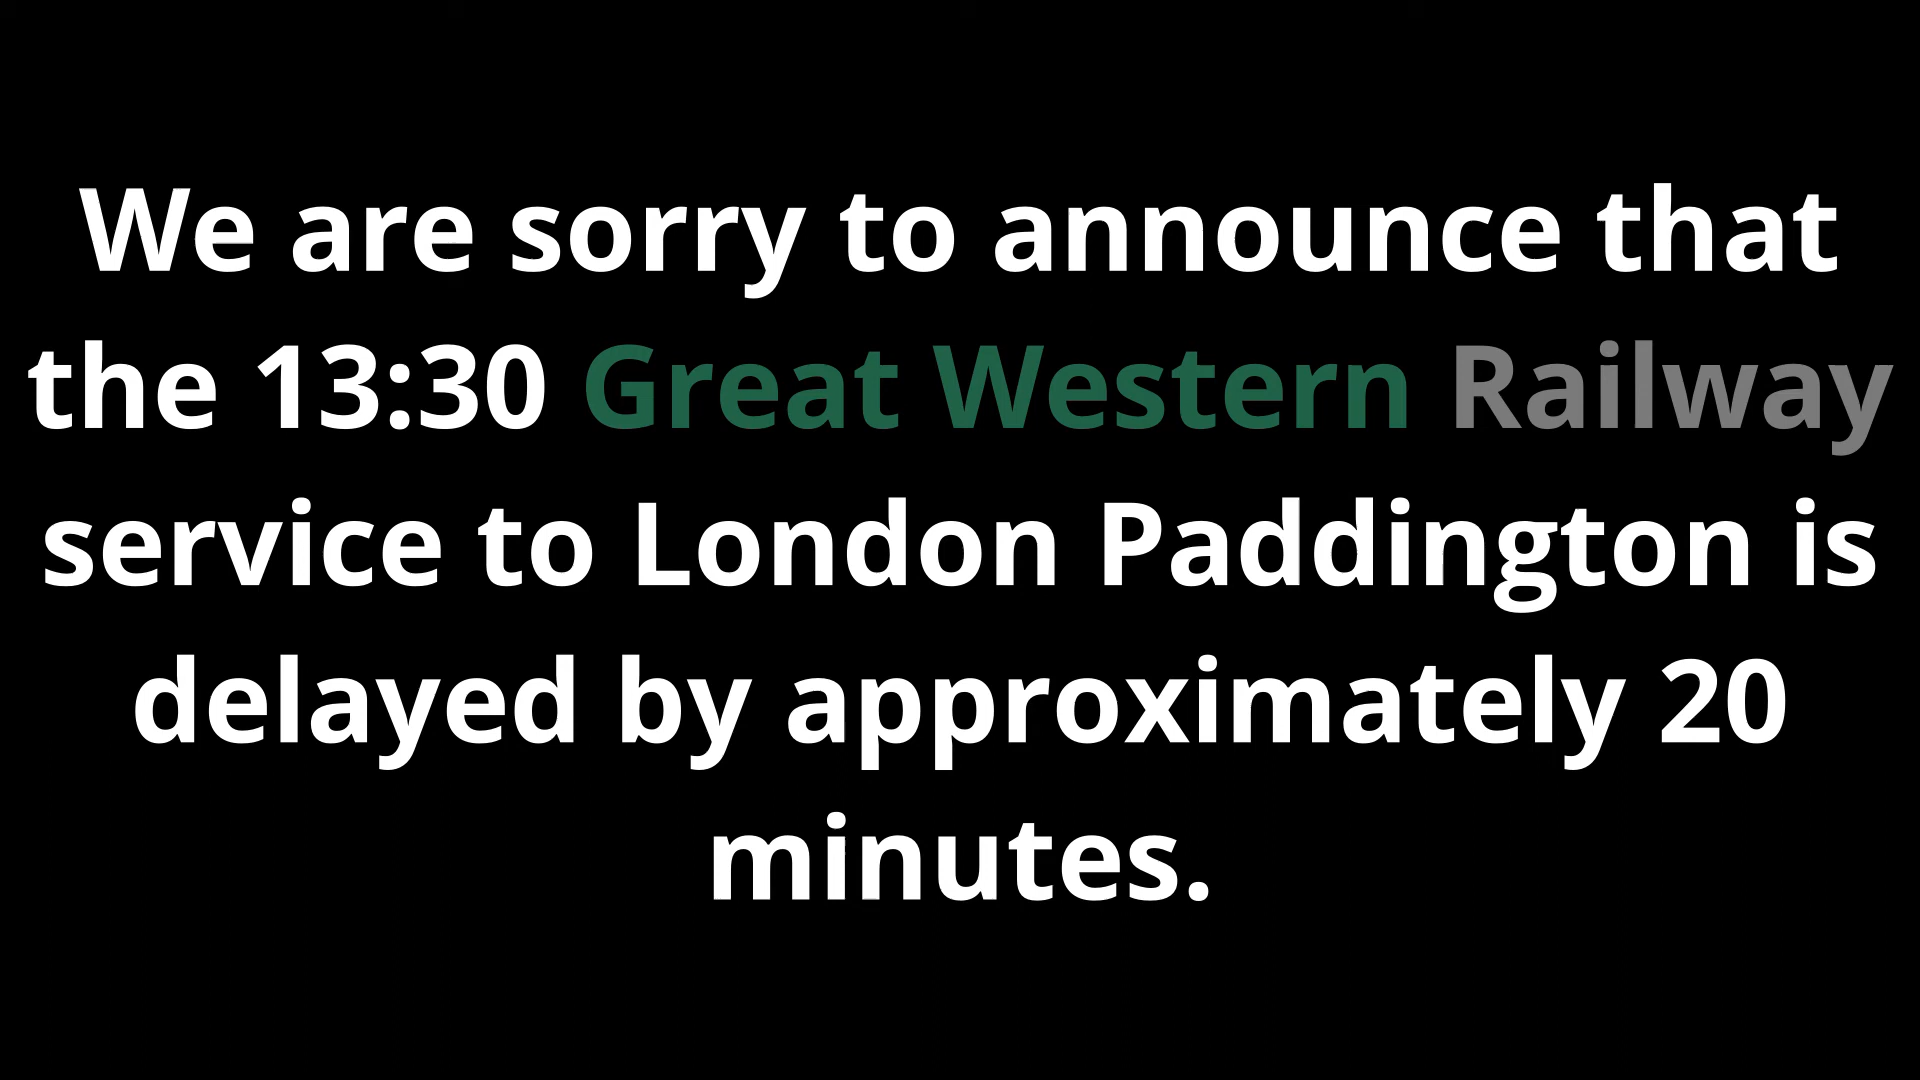 We are sorry to announce that
the 13:30 Great Western Railway
service to London Paddington is
delayed by approximately 20
minutes.